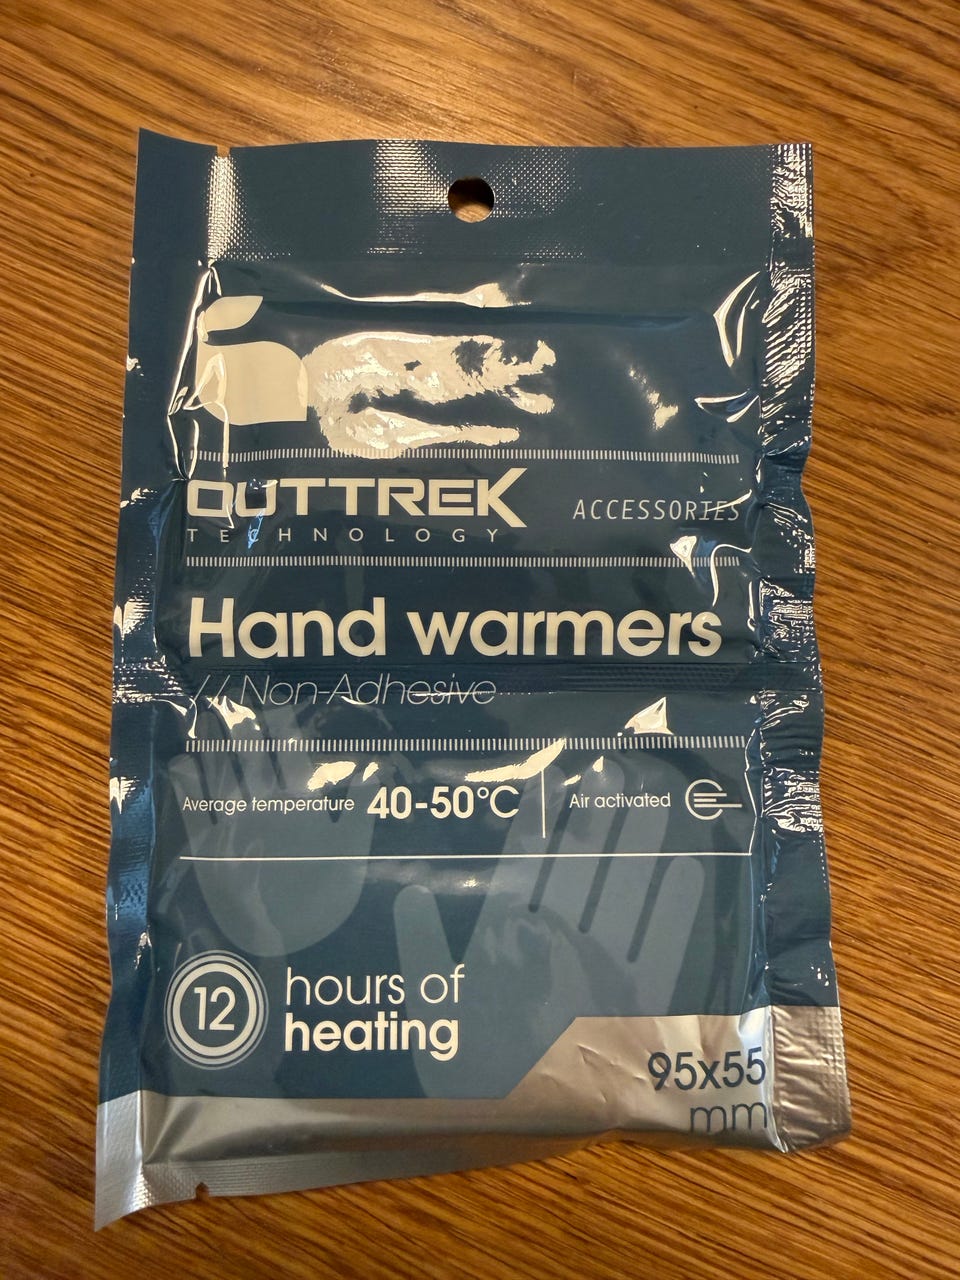 OUTTREK
TECHNOLOGY
ACCESSORIES
Hand warmers
// Non-Adhesive
Average temperature 40-50°C
Air activated
12 hours of
heating
95x55
mm